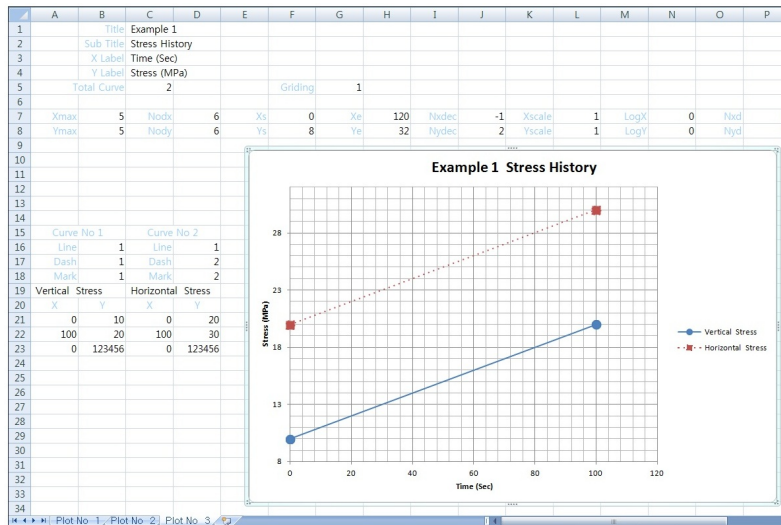 A B C D E F G H I J K L M N O P
1 Title Example 1
2 Sub Title Stress History
3 X Label Time (Sec)
4 Y Label Stress (MPa)
5 Total Curve 2 Griding 1
6
7 Xmax 5 Nodx 6 Xs 0 Xe 120 Nxdec -1 Xscale 1 LogX 0 Nxd
8 Ymax 5 Nody 6 Ys 8 Ye 32 Nydec 2 Yscale 1 LogY 0 Nyd
9
10
11
12
13
14
15 Curve No 1 Curve No 2
16 Line 1 Line 1
17 Dash 1 Dash 2
18 Mark 1 Mark 2
19 Vertical Stress Horizontal Stress
20 X Y X Y
21 0 10 0 20
22 100 20 100 30
23 0 123456 0 123456
24
25
26
27
28
29
30
31
32
33
34
Example 1 Stress History
28
23
18
13
8
Stress (MPa)
0 20 40 60 80 100 120
Time (Sec)
Vertical Stress
Horizontal Stress
Plot No 1 Plot No 2 Plot No 3